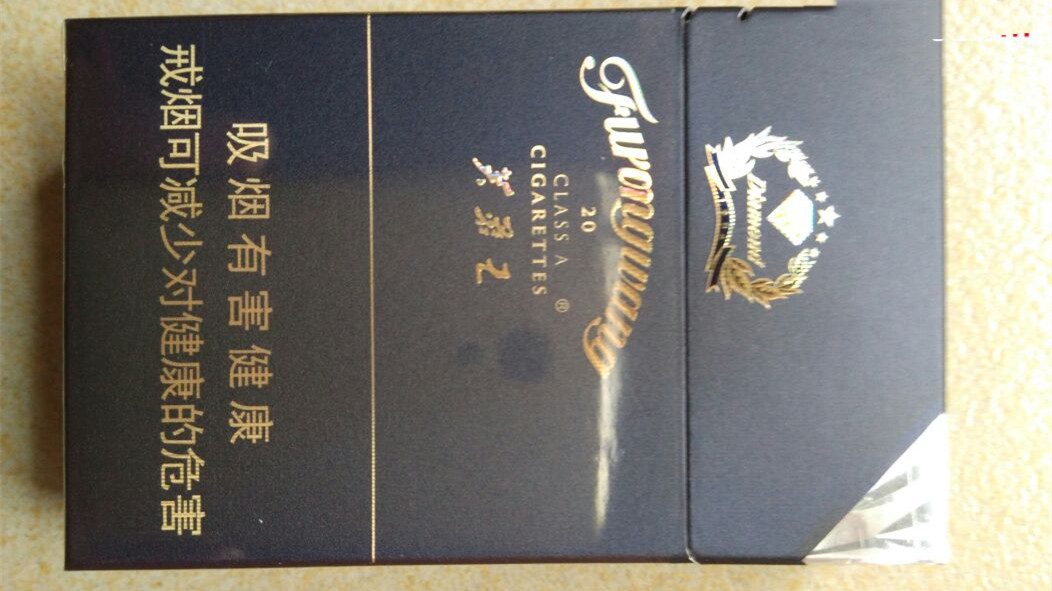 Diamond
Furongwang
20
CLASS A
CIGARETTES
®
芙蓉王
吸烟有害健康
戒烟可减少对健康的危害